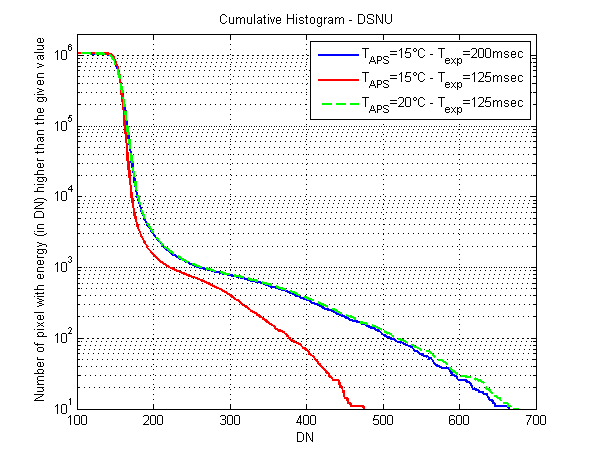 Cumulative Histogram - DSNU
Number of pixel with energy (in DN) higher than the given value
10^6
10^5
10^4
10^3
10^2
10^1
T_APS=15°C - T_exp=200msec
T_APS=15°C - T_exp=125msec
T_APS=20°C - T_exp=125msec
100 200 300 400 500 600 700
DN